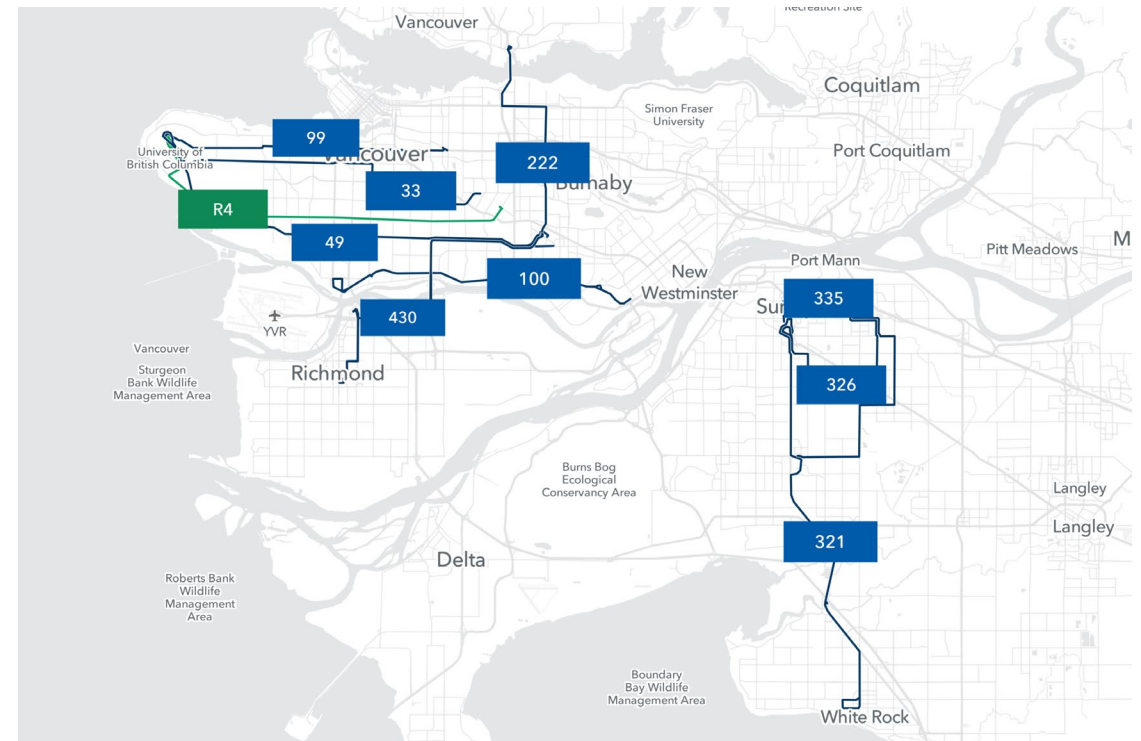 Vancouver
Recreation Site
Coquitlam
Simon Fraser
University
99
University of
British Columbia
Vancouver
222
Port Coquitlam
33
Burnaby
R4
49
Pitt Meadows
M
Port Mann
100
New
Westminster
335
430
YVR
Richmond
Vancouver
Sturgeon
Bank Wildlife
Management Area
326
Burns Bog
Ecological
Conservancy Area
Langley
Langley
321
Delta
Roberts Bank
Wildlife
Management
Area
Boundary
Bay Wildlife
Management Area
White Rock